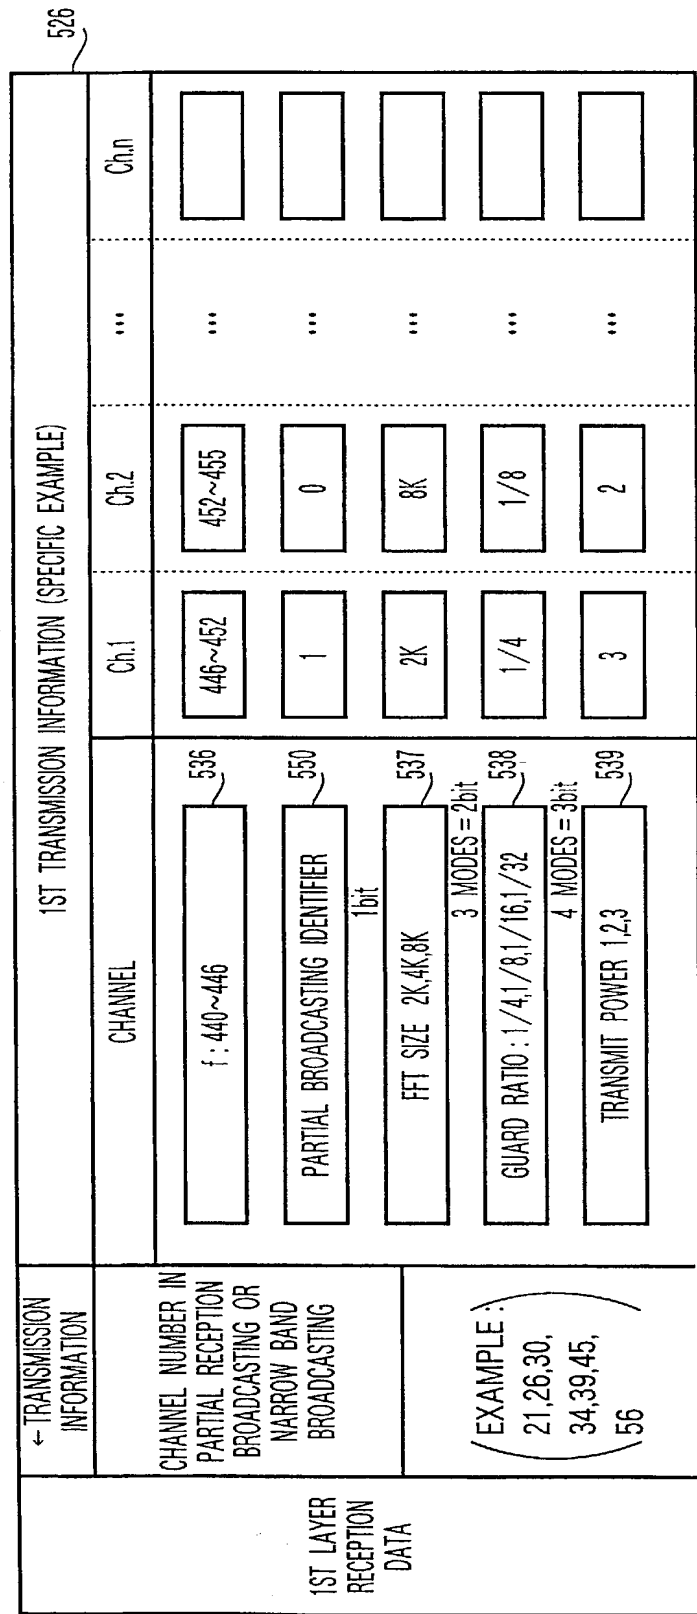 526
1ST TRANSMISSION INFORMATION (SPECIFIC EXAMPLE)
← TRANSMISSION
INFORMATION
CHANNEL
Ch.1
Ch.2
...
Ch.n
1ST LAYER
RECEPTION
DATA
CHANNEL NUMBER IN
PARTIAL RECEPTION
BROADCASTING OR
NARROW BAND
BROADCASTING
(EXAMPLE :
21,26,30,
34,39,45,
56)
f : 440~446
536
446~452
452~455
...
PARTIAL BROADCASTING IDENTIFIER
550
1bit
1
0
...
FFT SIZE 2K,4K,8K
537
3 MODES = 2bit
2K
8K
...
GUARD RATIO : 1/4,1/8,1/16,1/32
538
4 MODES = 3bit
1/4
1/8
...
TRANSMIT POWER 1,2,3
539
3
2
...